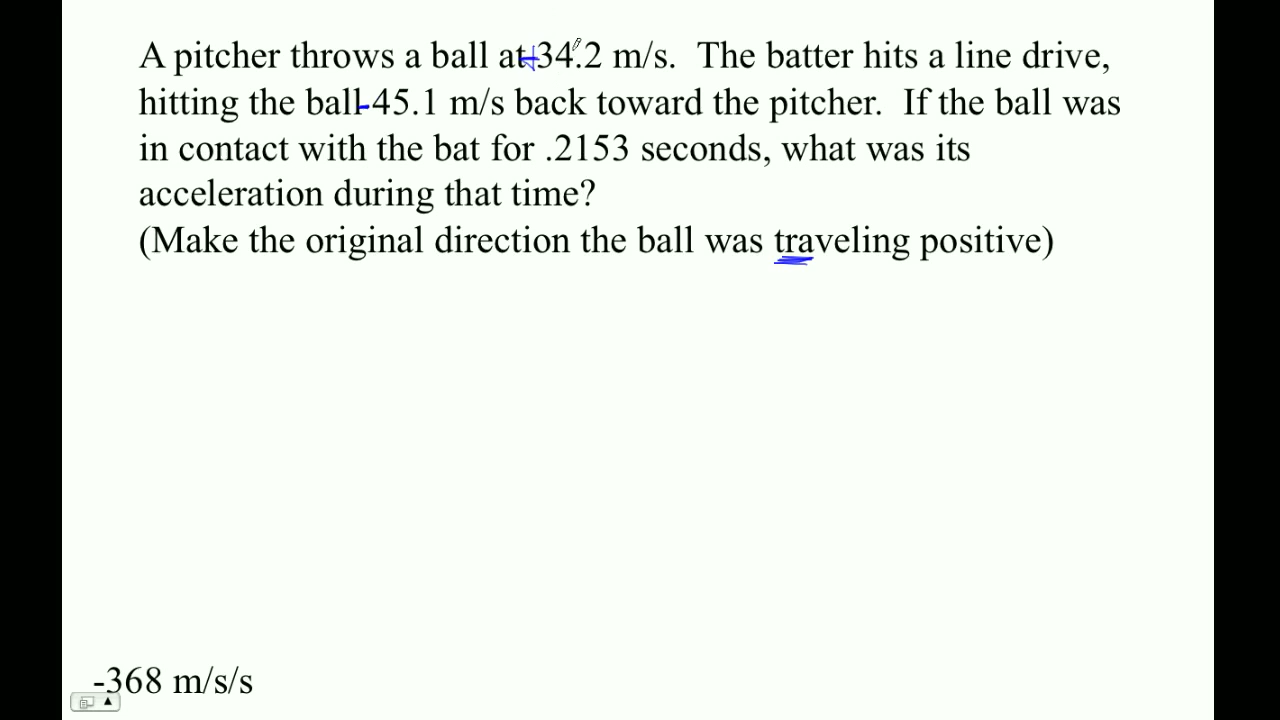 A pitcher throws a ball at +34.2 m/s. The batter hits a line drive,
hitting the ball -45.1 m/s back toward the pitcher. If the ball was
in contact with the bat for .2153 seconds, what was its
acceleration during that time?
(Make the original direction the ball was traveling positive)
-368 m/s/s